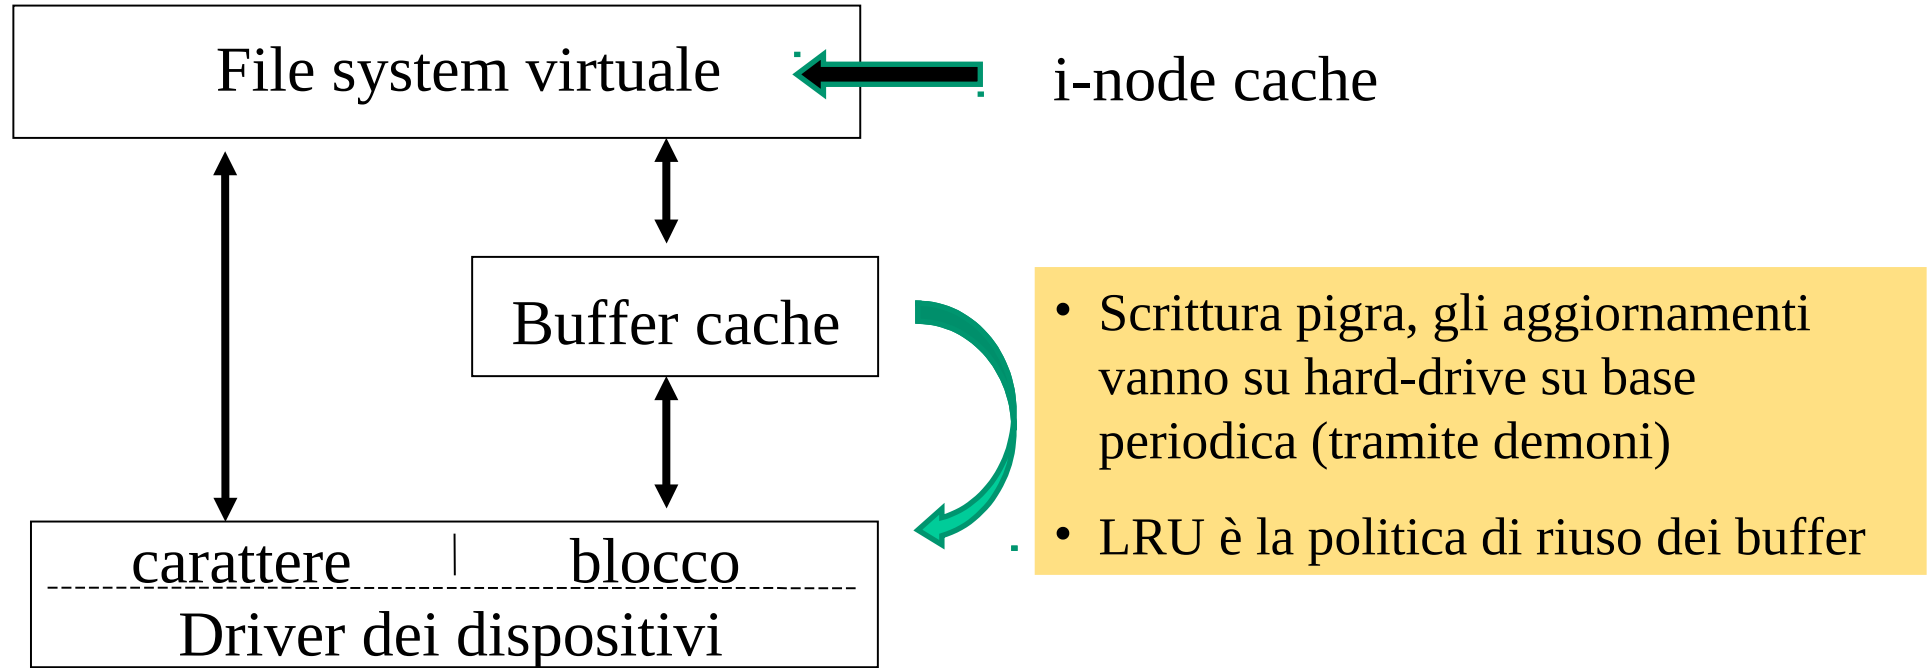 File system virtuale
i-node cache
Buffer cache
• Scrittura pigra, gli aggiornamenti
vanno su hard-drive su base
periodica (tramite demoni)
• LRU è la politica di riuso dei buffer
carattere
blocco
Driver dei dispositivi